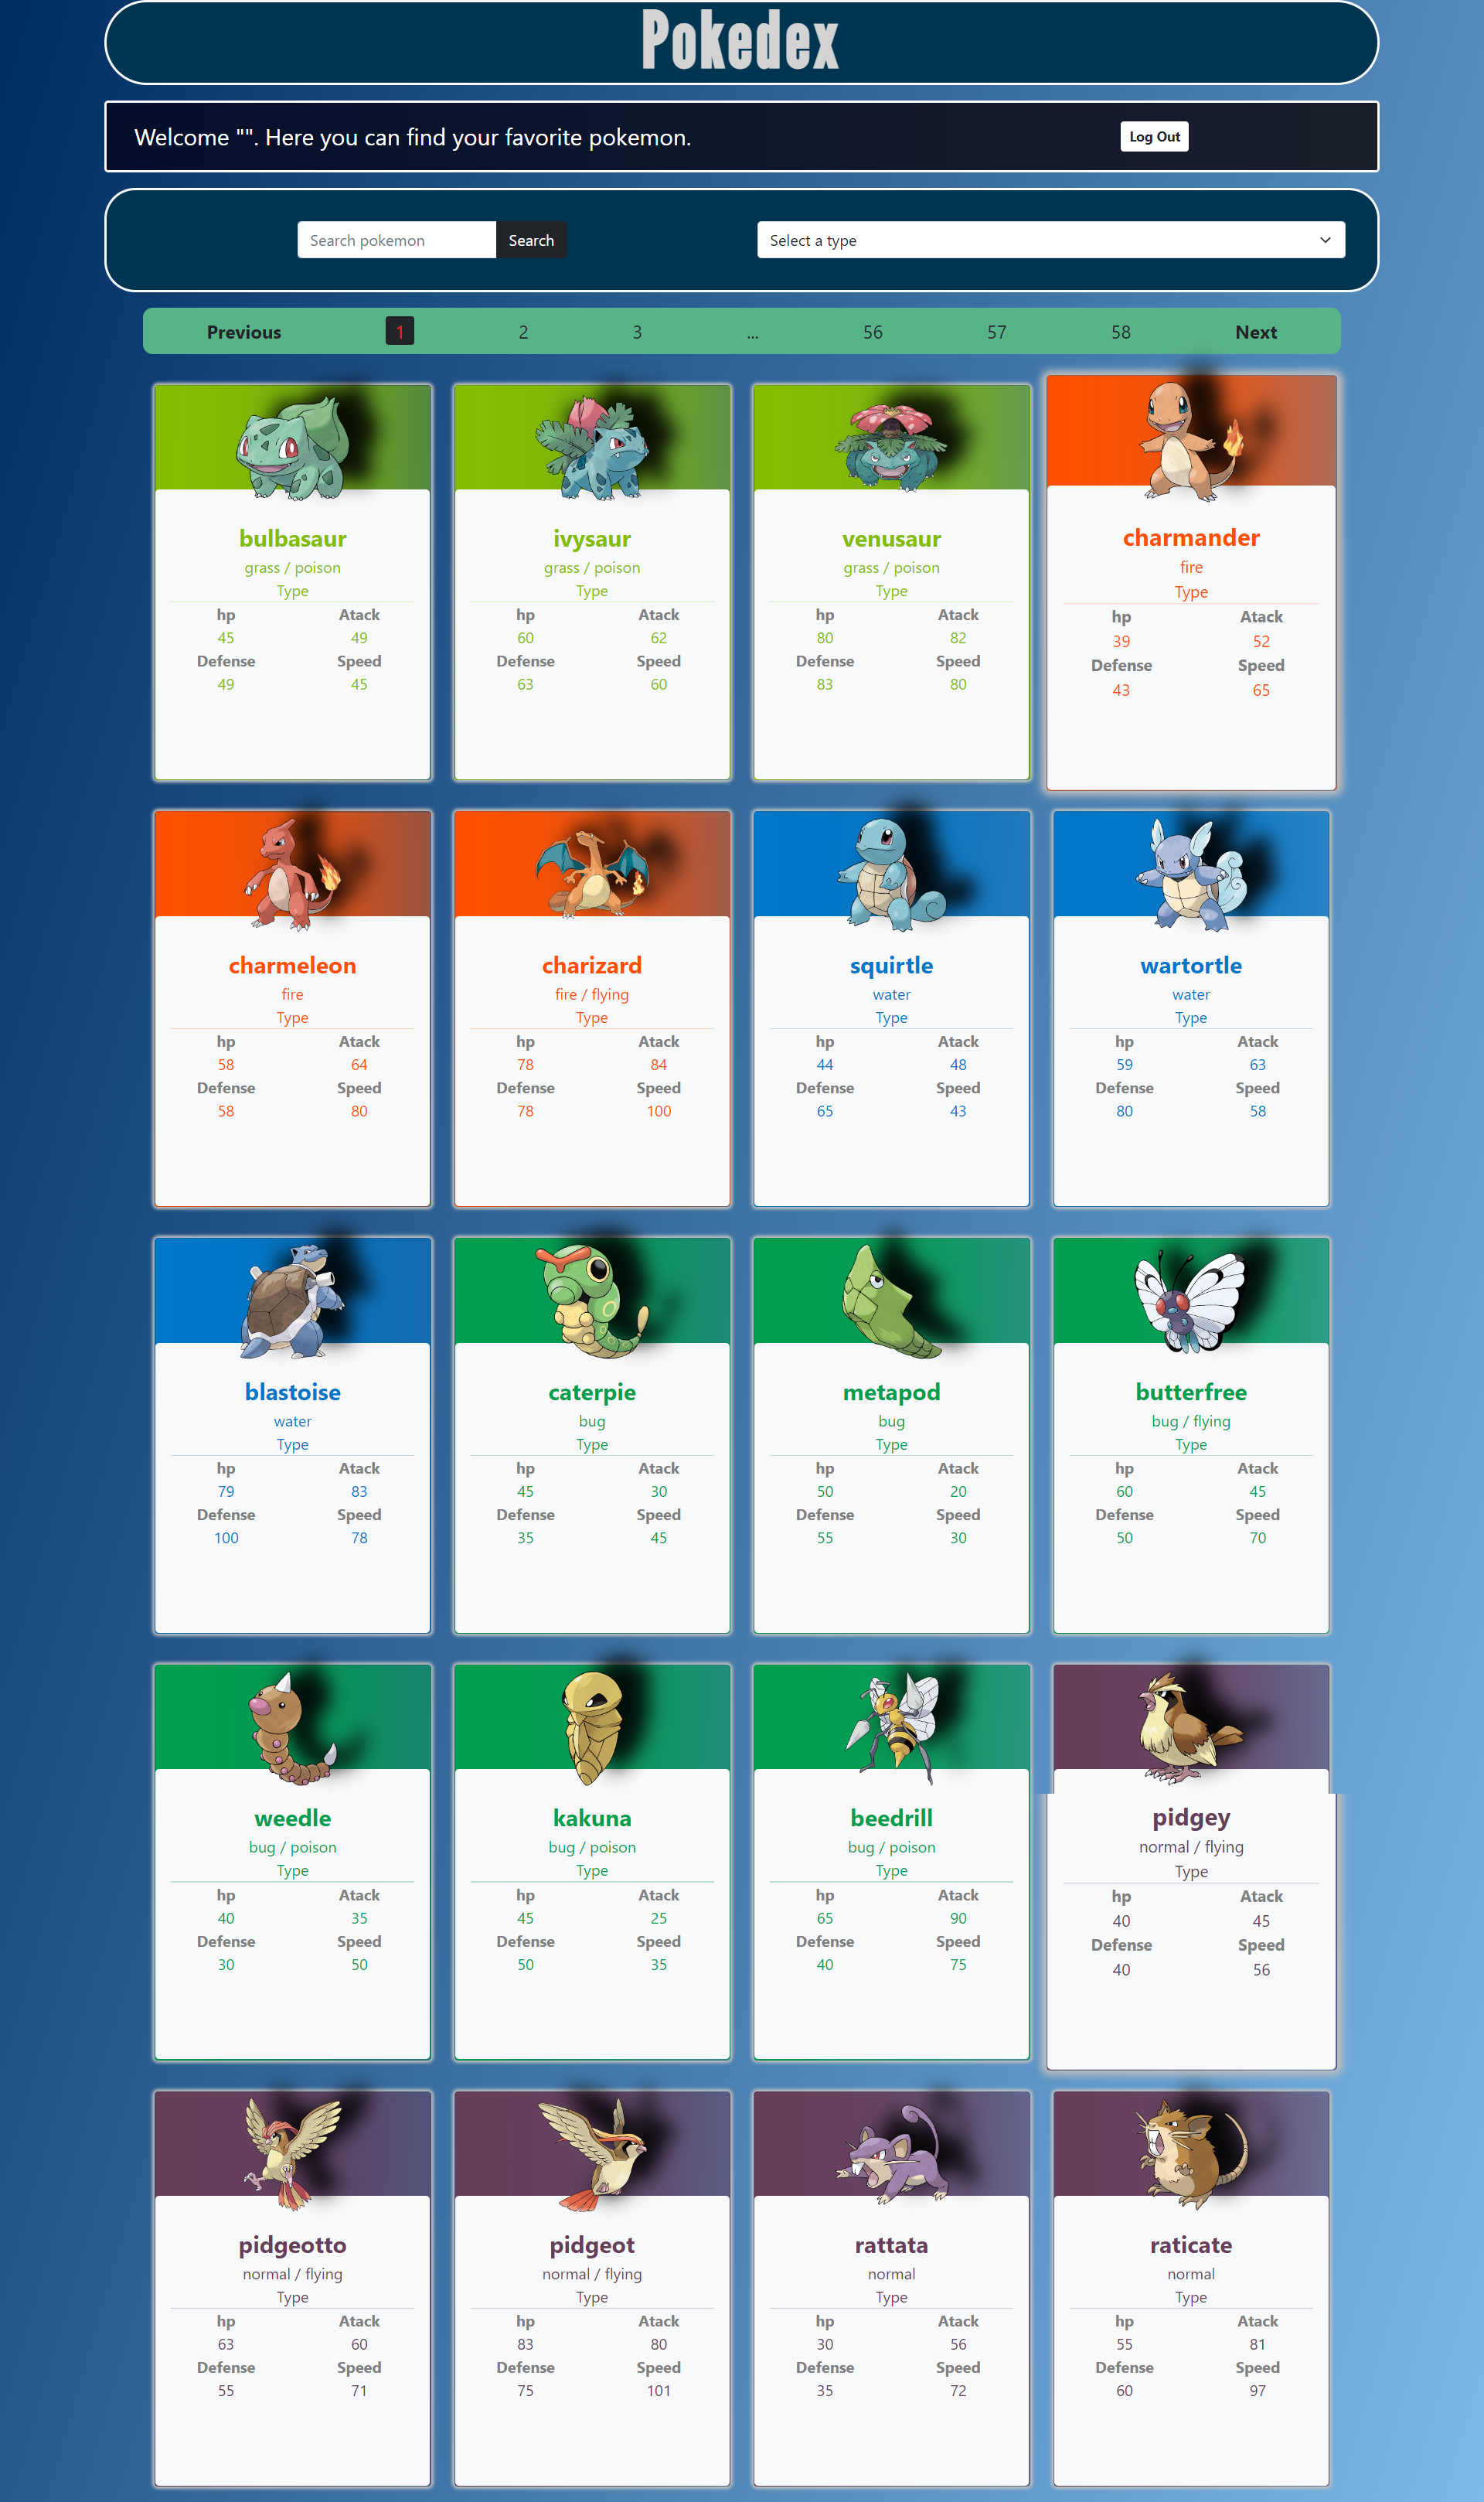 Pokedex
Welcome "". Here you can find your favorite pokemon.
Log Out
Search pokemon
Search
Select a type
Previous 1 2 3 ... 56 57 58 Next
bulbasaur
grass / poison
Type
hp Atack
45 49
Defense Speed
49 45
ivysaur
grass / poison
Type
hp Atack
60 62
Defense Speed
63 60
venusaur
grass / poison
Type
hp Atack
80 82
Defense Speed
83 80
charmander
fire
Type
hp Atack
39 52
Defense Speed
43 65
charmeleon
fire
Type
hp Atack
58 64
Defense Speed
58 80
charizard
fire / flying
Type
hp Atack
78 84
Defense Speed
78 100
squirtle
water
Type
hp Atack
44 48
Defense Speed
65 43
wartortle
water
Type
hp Atack
59 63
Defense Speed
80 58
blastoise
water
Type
hp Atack
79 83
Defense Speed
100 78
caterpie
bug
Type
hp Atack
45 30
Defense Speed
35 45
metapod
bug
Type
hp Atack
50 20
Defense Speed
55 30
butterfree
bug / flying
Type
hp Atack
60 45
Defense Speed
50 70
weedle
bug / poison
Type
hp Atack
40 35
Defense Speed
30 50
kakuna
bug / poison
Type
hp Atack
45 25
Defense Speed
50 35
beedrill
bug / poison
Type
hp Atack
65 90
Defense Speed
40 75
pidgey
normal / flying
Type
hp Atack
40 45
Defense Speed
40 56
pidgeotto
normal / flying
Type
hp Atack
63 60
Defense Speed
55 71
pidgeot
normal / flying
Type
hp Atack
83 80
Defense Speed
75 101
rattata
normal
Type
hp Atack
30 56
Defense Speed
35 72
raticate
normal
Type
hp Atack
55 81
Defense Speed
60 97